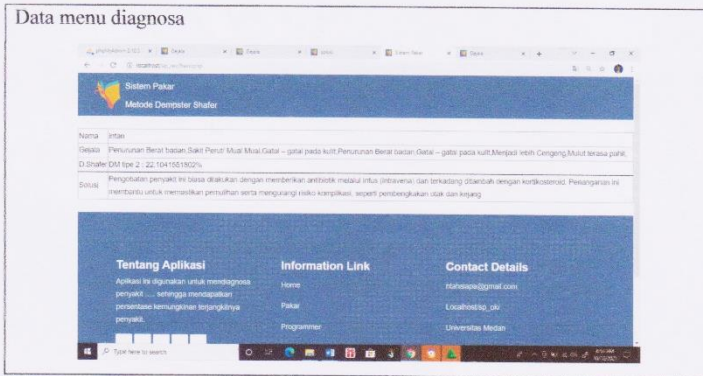 Data menu diagnosa
Sistem Pakar
Metode Dempster Shafer
Nama intan
Gejala Penurunan Berat badan,Sakit Perut/ Mual Mual,Gatal – gatal pada kulit,Penurunan Berat badan,Gatal – gatal pada kulit,Menjadi lebih Cengeng,Mulut terasa pahit,
D.Shafer DM tipe 2 : 22.1041551902%
Solusi Pengobatan penyakit ini biasa dilakukan dengan memberikan antibiotik melalui infus (intravena) dan terkadang ditambah dengan kortikosteroid. Penanganan ini
membantu untuk memastikan pemulihan serta mengurangi risiko komplikasi, seperti pembengkakan otak dan kejang
Tentang Aplikasi
Aplikasi ini digunakan untuk mendiagnosa
penyakit ..... sehingga mendapatkan
persentase kemungkinan terjangkitnya
penyakit.
Information Link
Home
Pakar
Programmer
Contact Details
Localhost/sp_pkl
Universitas Medan
Type here to search